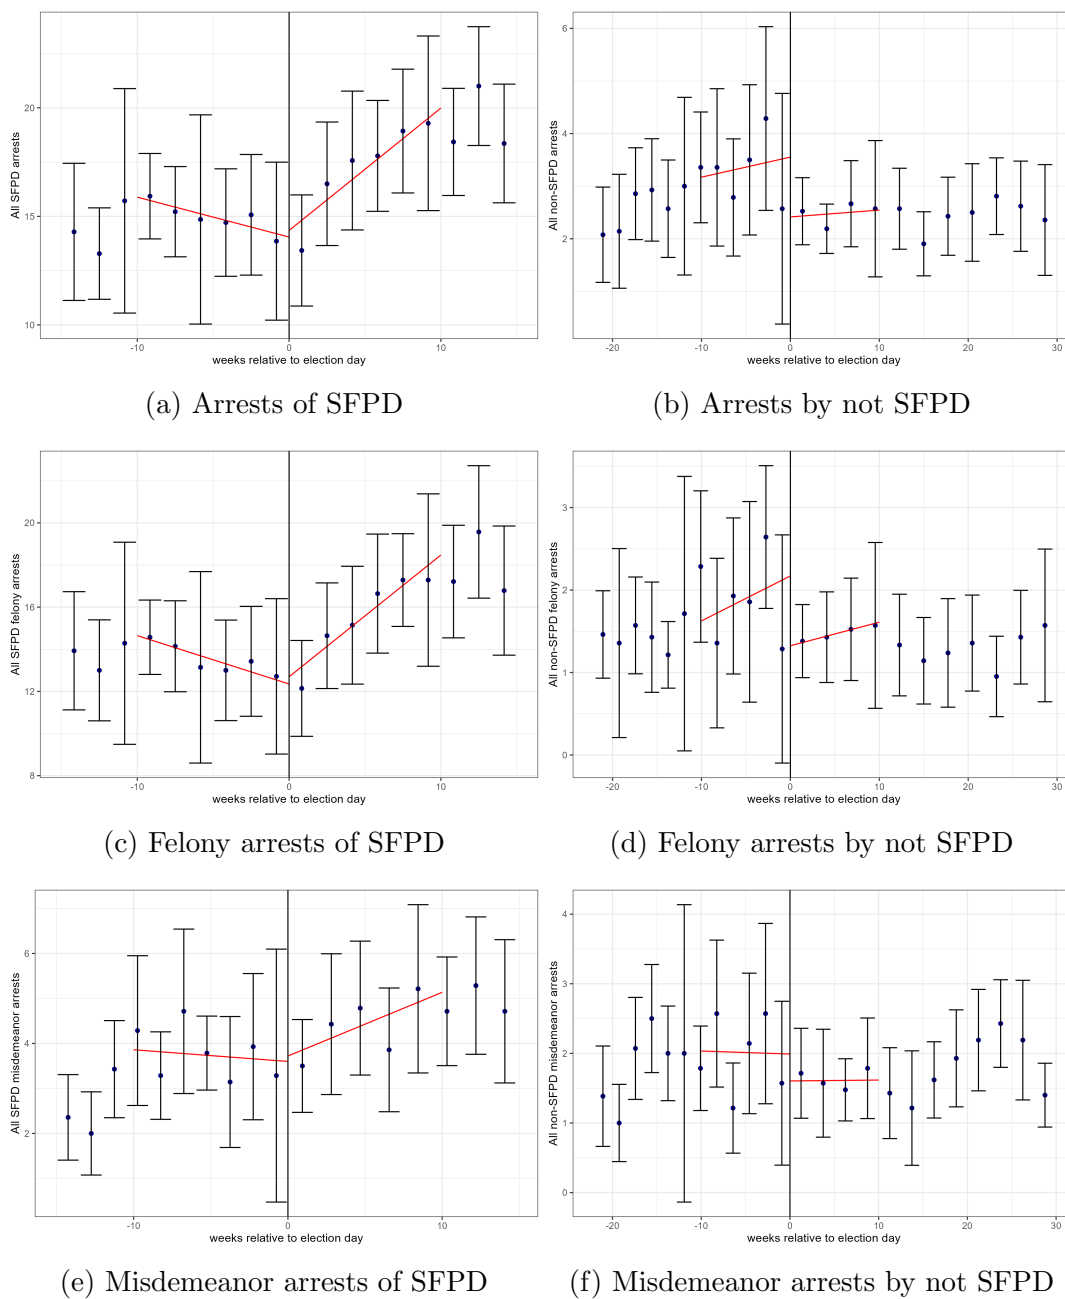 All SFPD arrests
20
15
10
-10
0
10
weeks relative to election day
(a) Arrests of SFPD
All non-SFPD arrests
6
4
2
-20
-10
0
10
20
30
weeks relative to election day
(b) Arrests by not SFPD
All SFPD felony arrests
20
16
12
8
-10
0
10
weeks relative to election day
(c) Felony arrests of SFPD
All non-SFPD felony arrests
3
2
1
0
-20
-10
0
10
20
30
weeks relative to election day
(d) Felony arrests by not SFPD
All SFPD misdemeanor arrests
6
4
2
-10
0
10
weeks relative to election day
(e) Misdemeanor arrests of SFPD
All non-SFPD misdemeanor arrests
4
3
2
1
0
-20
-10
0
10
20
30
weeks relative to election day
(f) Misdemeanor arrests by not SFPD